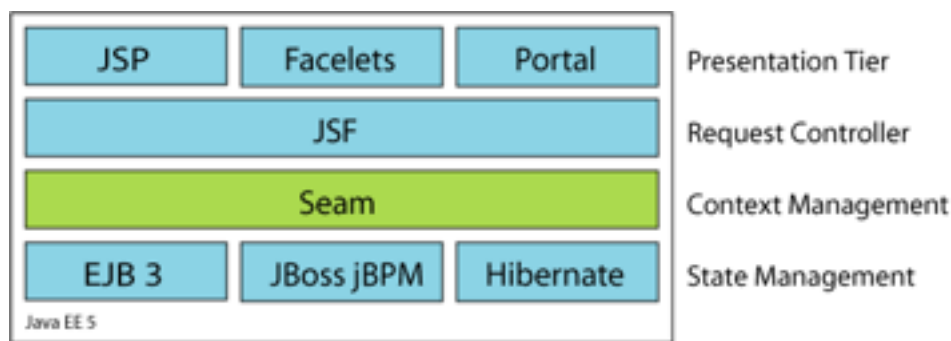 JSP Facelets Portal Presentation Tier
JSF Request Controller
Seam Context Management
EJB 3 JBoss jBPM Hibernate State Management
Java EE 5